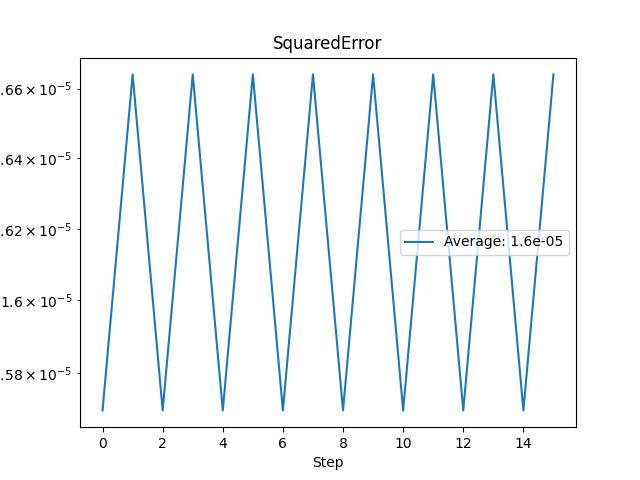 SquaredError
.66 × 10⁻⁵
.64 × 10⁻⁵
.62 × 10⁻⁵
1.6 × 10⁻⁵
.58 × 10⁻⁵
Average: 1.6e-05
0 2 4 6 8 10 12 14
Step